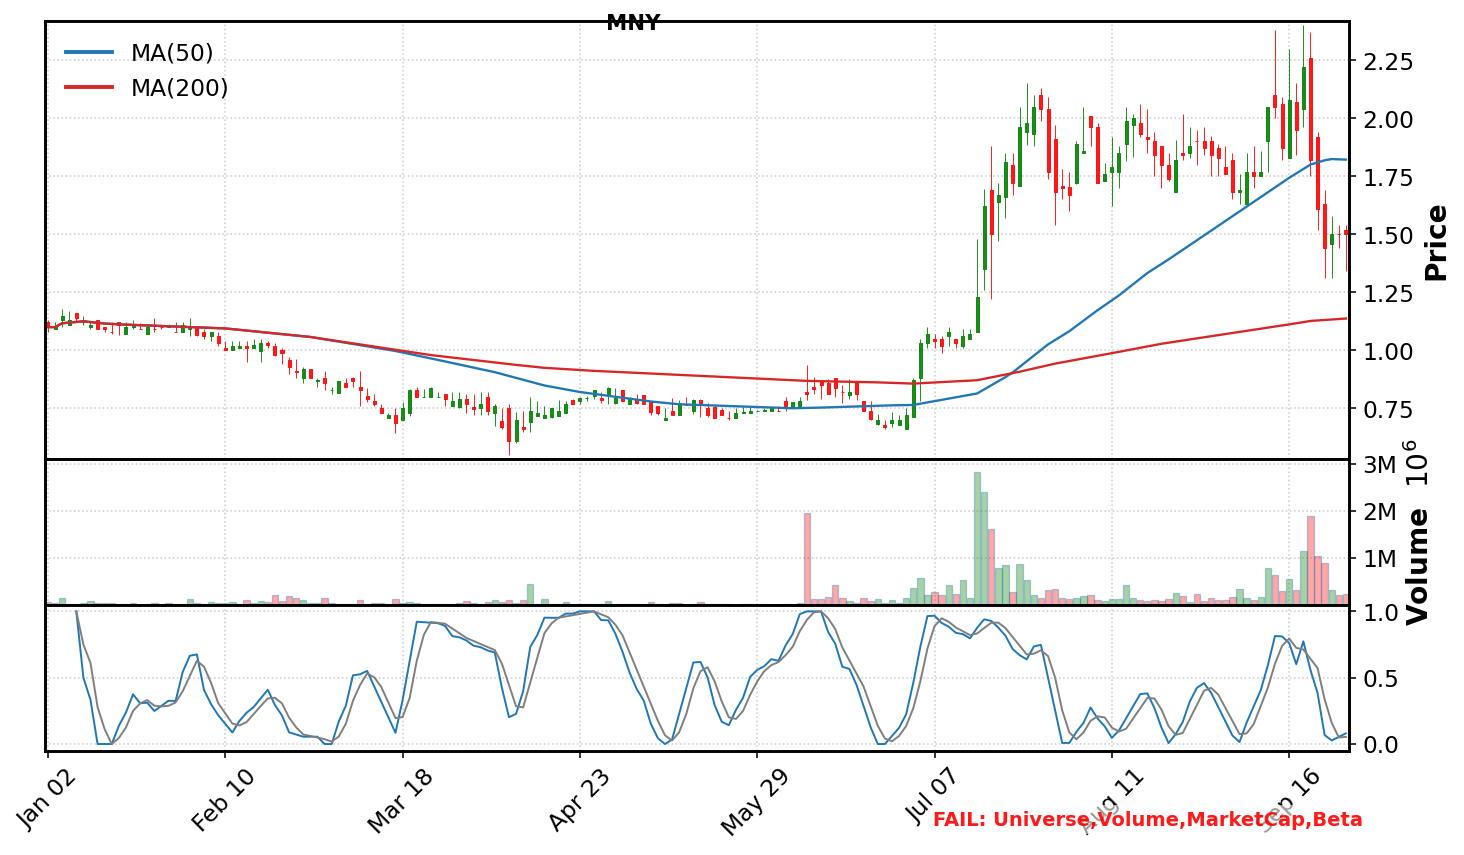 MNY
MA(50)
MA(200)
2.25
2.00
1.75
1.50
1.25
1.00
0.75
Price
3M
2M
1M
Volume 10^6
1.0
0.5
0.0
Jan 02
Feb 10
Mar 18
Apr 23
May 29
Jul 07
Aug 11
Sep 16
FAIL: Universe,Volume,MarketCap,Beta